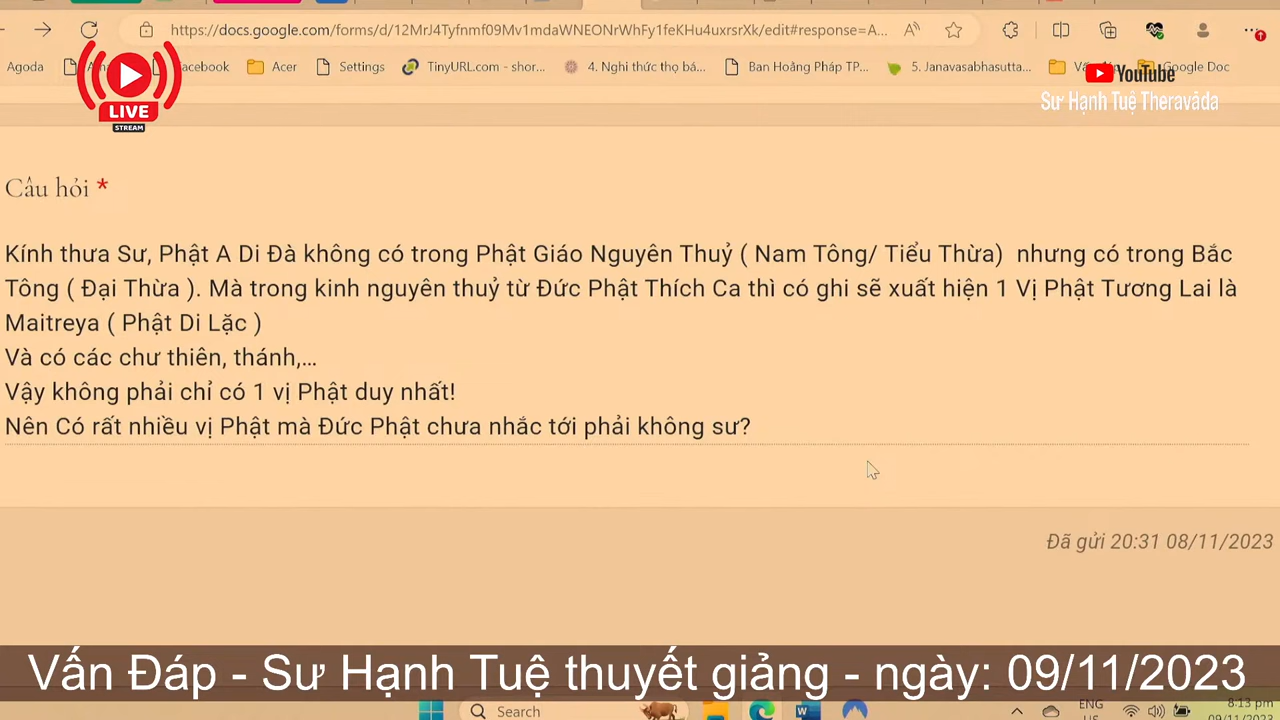 https://docs.google.com/forms/d/12MrJ4Tyfnmf09Mv1mdaWNEONrWhFy1feKHu4uxrsrXk/edit#response=A...
Agoda
acebook
Acer
Settings
TinyURL.com - shor...
4. Nghi thức thọ bá...
Ban Hoằng Pháp TP...
5. Janavasabhasutta...
Google Doc
LIVE
STREAM
YouTube
Sư Hạnh Tuệ Theravāda
Câu hỏi *
Kính thưa Sư, Phật A Di Đà không có trong Phật Giáo Nguyên Thuỷ ( Nam Tông/ Tiểu Thừa) nhưng có trong Bắc
Tông ( Đại Thừa ). Mà trong kinh nguyên thuỷ từ Đức Phật Thích Ca thì có ghi sẽ xuất hiện 1 Vị Phật Tương Lai là
Maitreya ( Phật Di Lặc )
Và có các chư thiên, thánh,...
Vậy không phải chỉ có 1 vị Phật duy nhất!
Nên Có rất nhiều vị Phật mà Đức Phật chưa nhắc tới phải không sư?
Đã gửi 20:31 08/11/2023
Vấn Đáp - Sư Hạnh Tuệ thuyết giảng - ngày: 09/11/2023
Search
ENG
8:13 pm